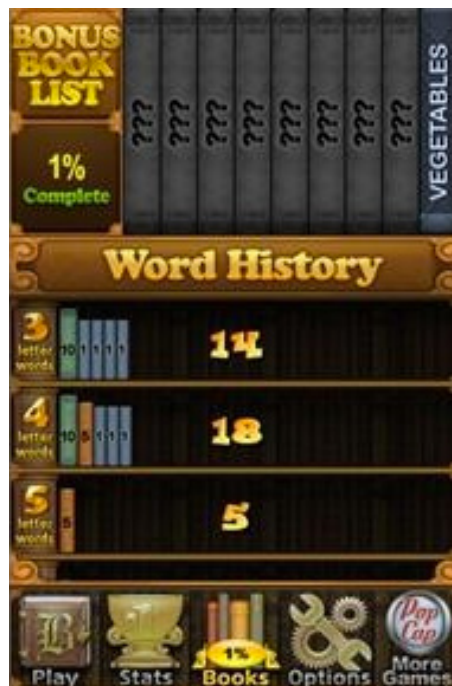 BONUS
BOOK
LIST
1%
Complete
???
???
???
???
???
???
???
???
VEGETABLES
Word History
3
letter
words
10
1
1
1
1
14
4
letter
words
10
5
1
1
1
18
5
letter
words
5
5
B
Play
Stats
1%
Books
Options
Pop
Cap
More
Games